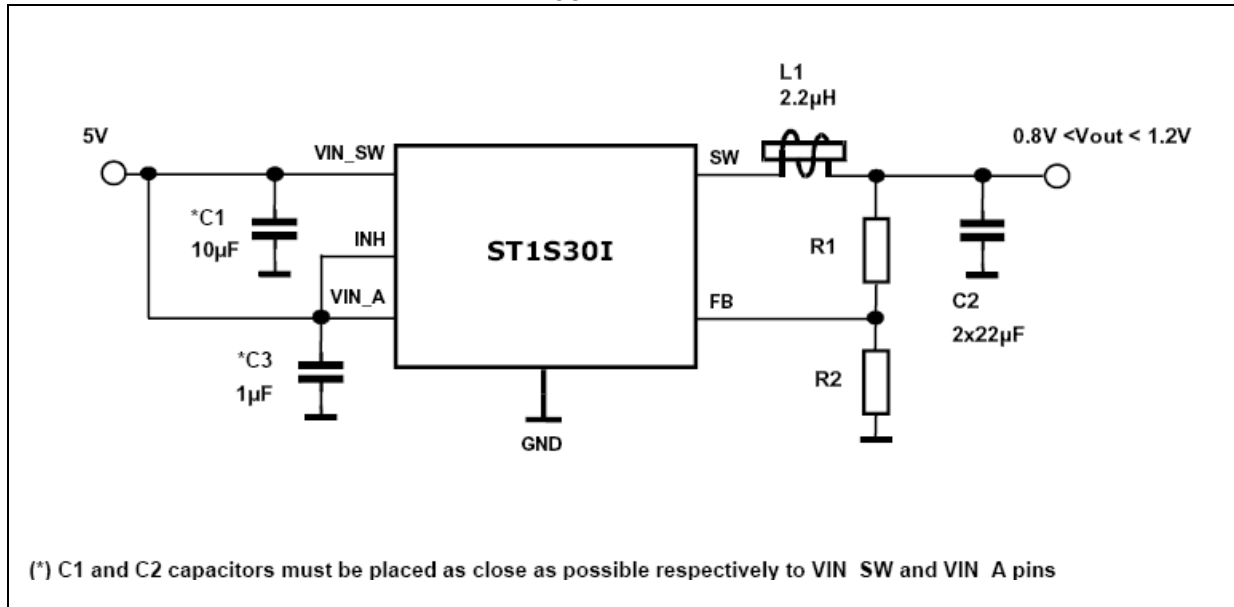 L1
2.2µH
5V
VIN_SW
SW
0.8V <Vout < 1.2V
*C1
10µF
INH
ST1S30I
R1
VIN_A
FB
C2
2x22µF
*C3
1µF
R2
GND
(*) C1 and C2 capacitors must be placed as close as possible respectively to VIN SW and VIN A pins